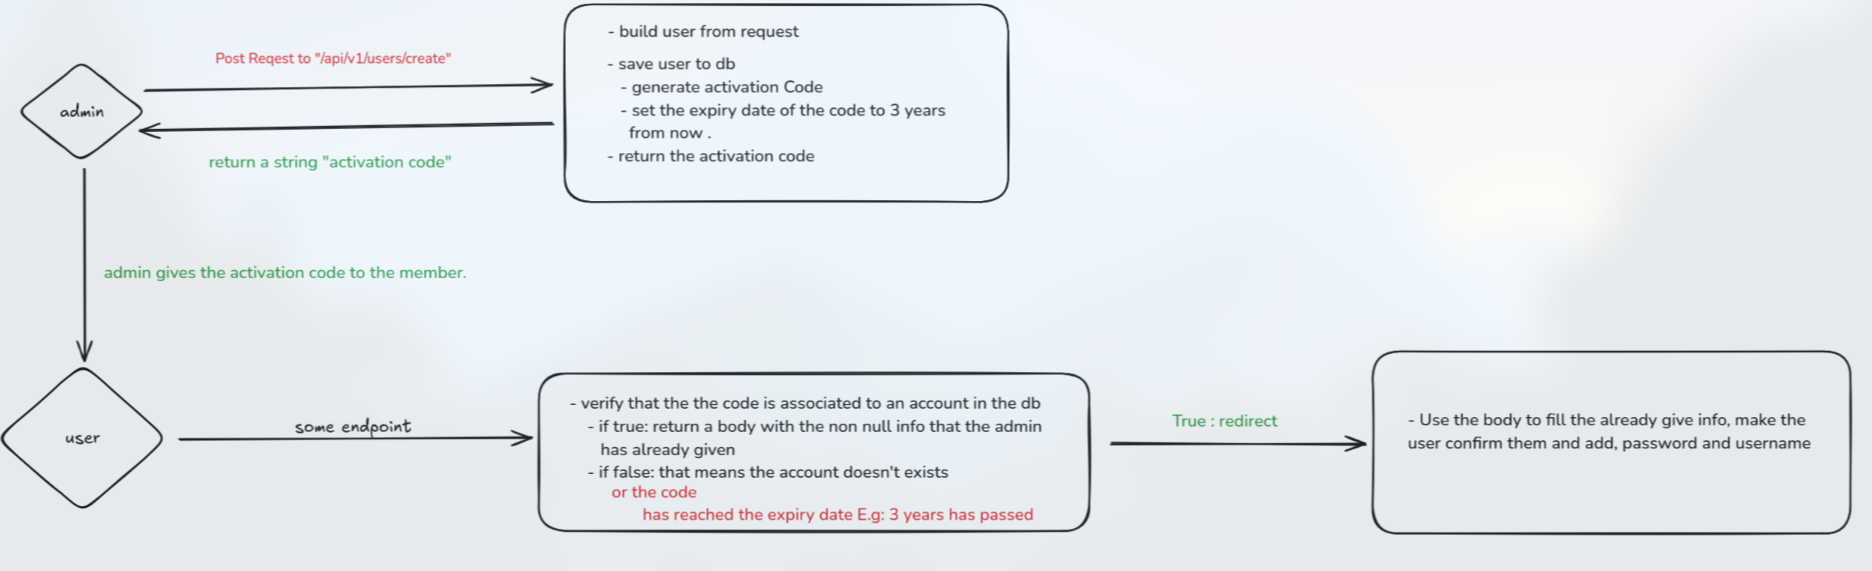 - build user from request
Post Reqest to "/api/v1/users/create"
- save user to db
- generate activation Code
admin
- set the expiry date of the code to 3 years
from now .
return a string "activation code"
- return the activation code
admin gives the activation code to the member.
user
some endpoint
- verify that the the code is associated to an account in the db
- if true: return a body with the non null info that the admin
has already given
- if false: that means the account doesn't exists
or the code
has reached the expiry date E.g: 3 years has passed
True : redirect
- Use the body to fill the already give info, make the
user confirm them and add, password and username